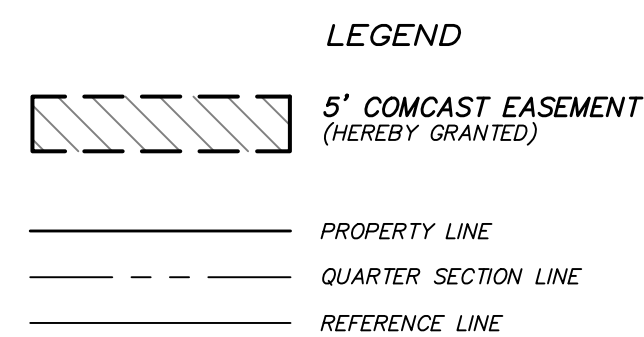 LEGEND
5' COMCAST EASEMENT
(HEREBY GRANTED)
PROPERTY LINE
QUARTER SECTION LINE
REFERENCE LINE